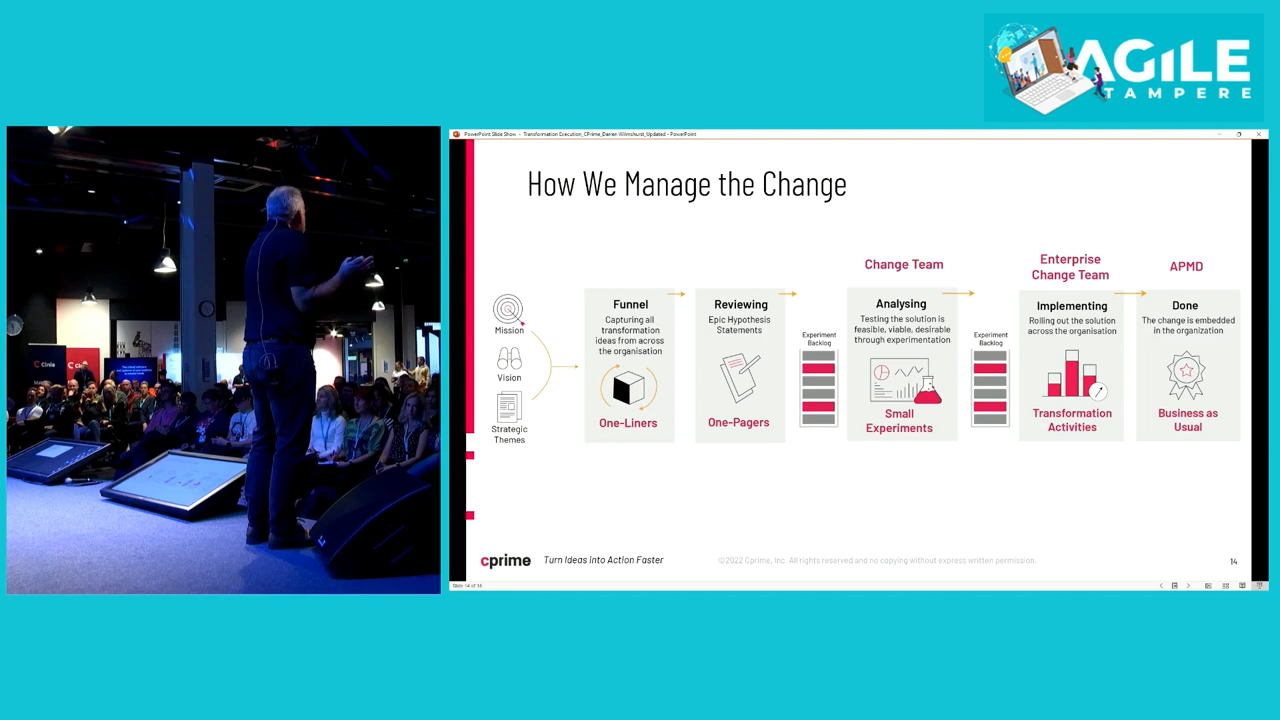 AGILE
TAMPERE
PowerPoint Slide Show - Transformation Execution_CPrime_Darren Wilmshurst_Updated - PowerPoint
How We Manage the Change
Change Team
Enterprise
Change Team
APMD
Mission
Vision
Strategic
Themes
Funnel
Capturing all
transformation
ideas from across
the organisation
One-Liners
Reviewing
Epic Hypothesis
Statements
One-Pagers
Experiment
Backlog
Analysing
Testing the solution is
feasible, viable, desirable
through experimentation
Small
Experiments
Experiment
Backlog
Implementing
Rolling out the solution
across the organisation
Transformation
Activities
Done
The change is embedded
in the organization
Business as
Usual
cprime
Turn Ideas into Action Faster
©2022 Cprime, Inc. All rights reserved and no copying without express written permission.
14
Clinia
Clinia